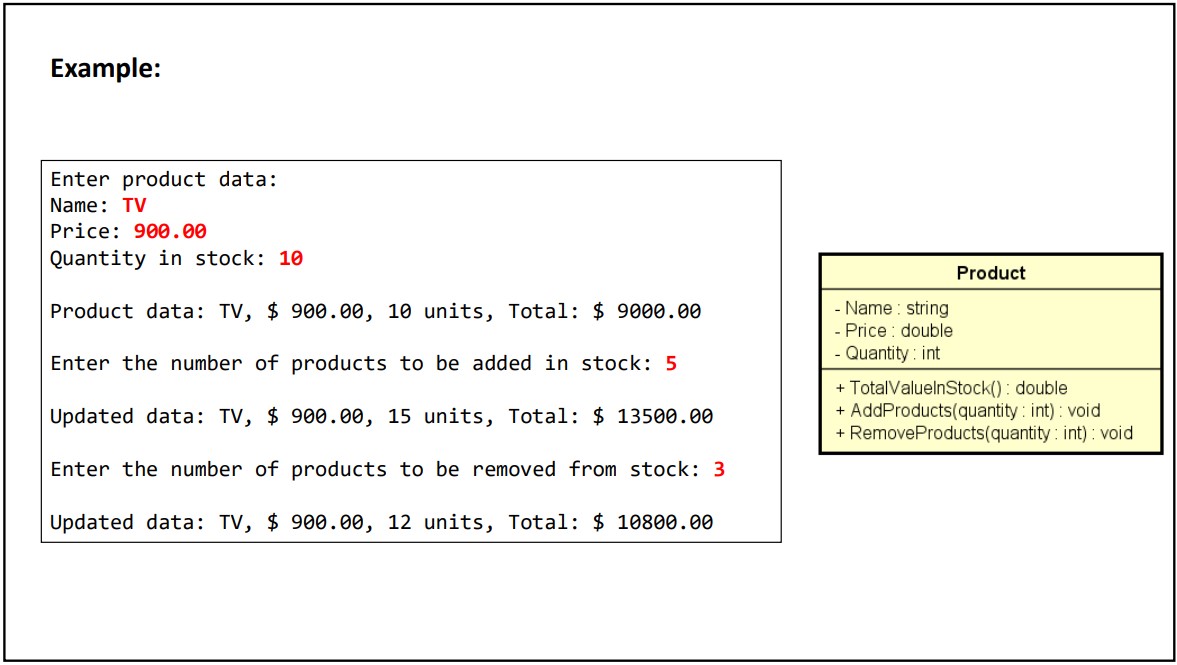 Example:
Enter product data:
Name: TV
Price: 900.00
Quantity in stock: 10
Product data: TV, $ 900.00, 10 units, Total: $ 9000.00
Enter the number of products to be added in stock: 5
Updated data: TV, $ 900.00, 15 units, Total: $ 13500.00
Enter the number of products to be removed from stock: 3
Updated data: TV, $ 900.00, 12 units, Total: $ 10800.00
Product
- Name : string
- Price : double
- Quantity : int
+ TotalValueInStock() : double
+ AddProducts(quantity : int) : void
+ RemoveProducts(quantity : int) : void